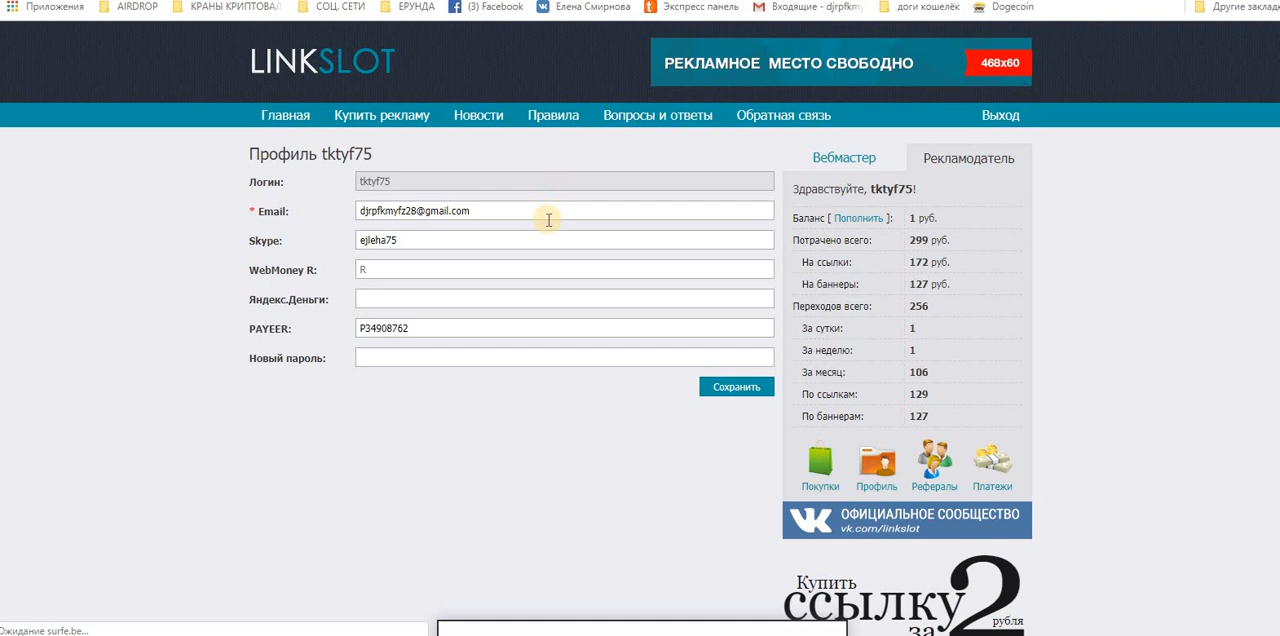 Приложения AIRDROP КРАНЫ КРИПТОВАЛ СОЦ. СЕТИ ЕРУНДА (3) Facebook Елена Смирнова Экспресс панель Входящие - djrpfkmy доги кошелёк Dogecoin Другие заклад
LINKSLOT
РЕКЛАМНОЕ МЕСТО СВОБОДНО 468x60
Главная Купить рекламу Новости Правила Вопросы и ответы Обратная связь Выход
Профиль tktyf75
Логин: tktyf75
* Email: djrpfkmyfz28@gmail.com
Skype: ejleha75
WebMoney R: R
Яндекс.Деньги:
PAYEER: P34908762
Новый пароль:
Сохранить
Вебмастер Рекламодатель
Здравствуйте, tktyf75!
Баланс [ Пополнить ]: 1 руб.
Потрачено всего: 299 руб.
На ссылки: 172 руб.
На баннеры: 127 руб.
Переходов всего: 256
За сутки: 1
За неделю: 1
За месяц: 106
По ссылкам: 129
По баннерам: 127
Покупки Профиль Рефералы Платежи
ОФИЦИАЛЬНОЕ СООБЩЕСТВО
vk.com/linkslot
Купить
ссылку 2
за рубля
Ожидание surfe.be...